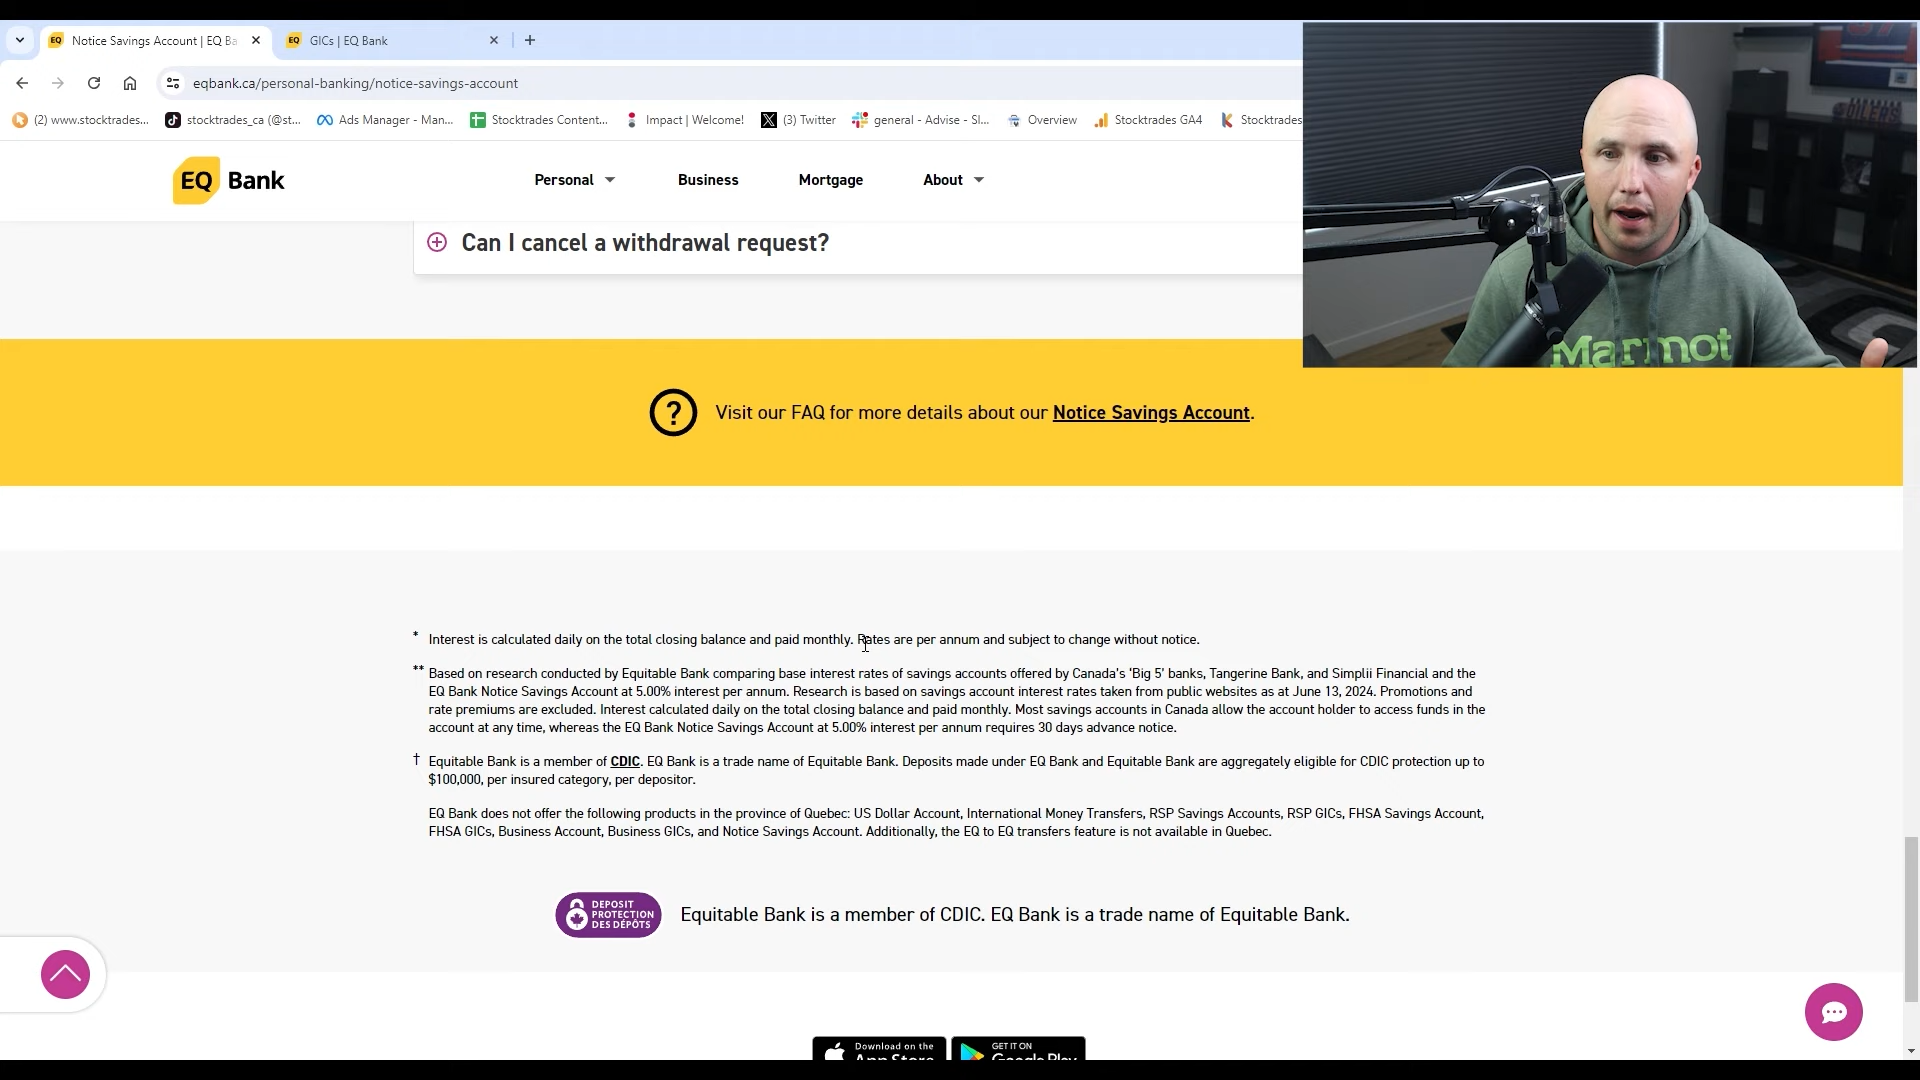 Notice Savings Account | EQ Ba
GICs | EQ Bank
eqbank.ca/personal-banking/notice-savings-account
(2) www.stocktrades...
stocktrades_ca (@st...
Ads Manager - Man...
Stocktrades Content...
Impact | Welcome!
(3) Twitter
general - Advise - Sl...
Overview
Stocktrades GA4
Stocktrades
EQ Bank
Personal
Business
Mortgage
About
Can I cancel a withdrawal request?
Marmot
? Visit our FAQ for more details about our Notice Savings Account.
* Interest is calculated daily on the total closing balance and paid monthly. Rates are per annum and subject to change without notice.
** Based on research conducted by Equitable Bank comparing base interest rates of savings accounts offered by Canada's ‘Big 5’ banks, Tangerine Bank, and Simplii Financial and the
EQ Bank Notice Savings Account at 5.00% interest per annum. Research is based on savings account interest rates taken from public websites as at June 13, 2024. Promotions and
rate premiums are excluded. Interest calculated daily on the total closing balance and paid monthly. Most savings accounts in Canada allow the account holder to access funds in the
account at any time, whereas the EQ Bank Notice Savings Account at 5.00% interest per annum requires 30 days advance notice.
† Equitable Bank is a member of CDIC. EQ Bank is a trade name of Equitable Bank. Deposits made under EQ Bank and Equitable Bank are aggregately eligible for CDIC protection up to
$100,000, per insured category, per depositor.
EQ Bank does not offer the following products in the province of Quebec: US Dollar Account, International Money Transfers, RSP Savings Accounts, RSP GICs, FHSA Savings Account,
FHSA GICs, Business Account, Business GICs, and Notice Savings Account. Additionally, the EQ to EQ transfers feature is not available in Quebec.
DEPOSIT
PROTECTION
DES DÉPÔTS
Equitable Bank is a member of CDIC. EQ Bank is a trade name of Equitable Bank.
Download on the
App Store
GET IT ON
Google Play